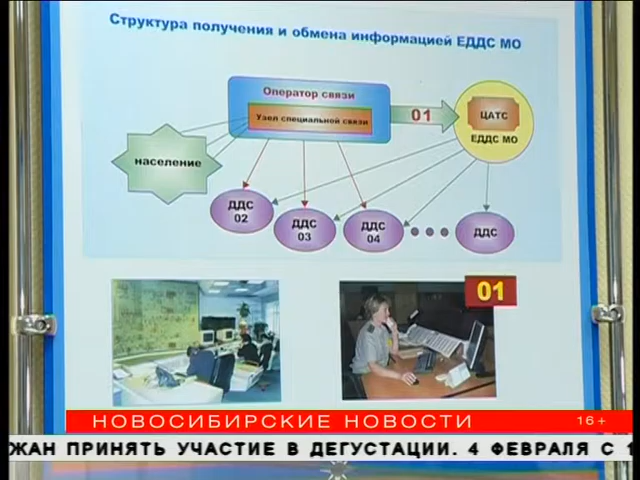 Структура получения и обмена информацией ЕДДС МО
Оператор связи
Узел специальной связи
01
ЦАТС
ЕДДС МО
население
ДДС
02
ДДС
03
ДДС
04
ДДС
01
НОВОСИБИРСКИЕ НОВОСТИ
16+
ЖАН ПРИНЯТЬ УЧАСТИЕ В ДЕГУСТАЦИИ. 4 ФЕВРАЛЯ С